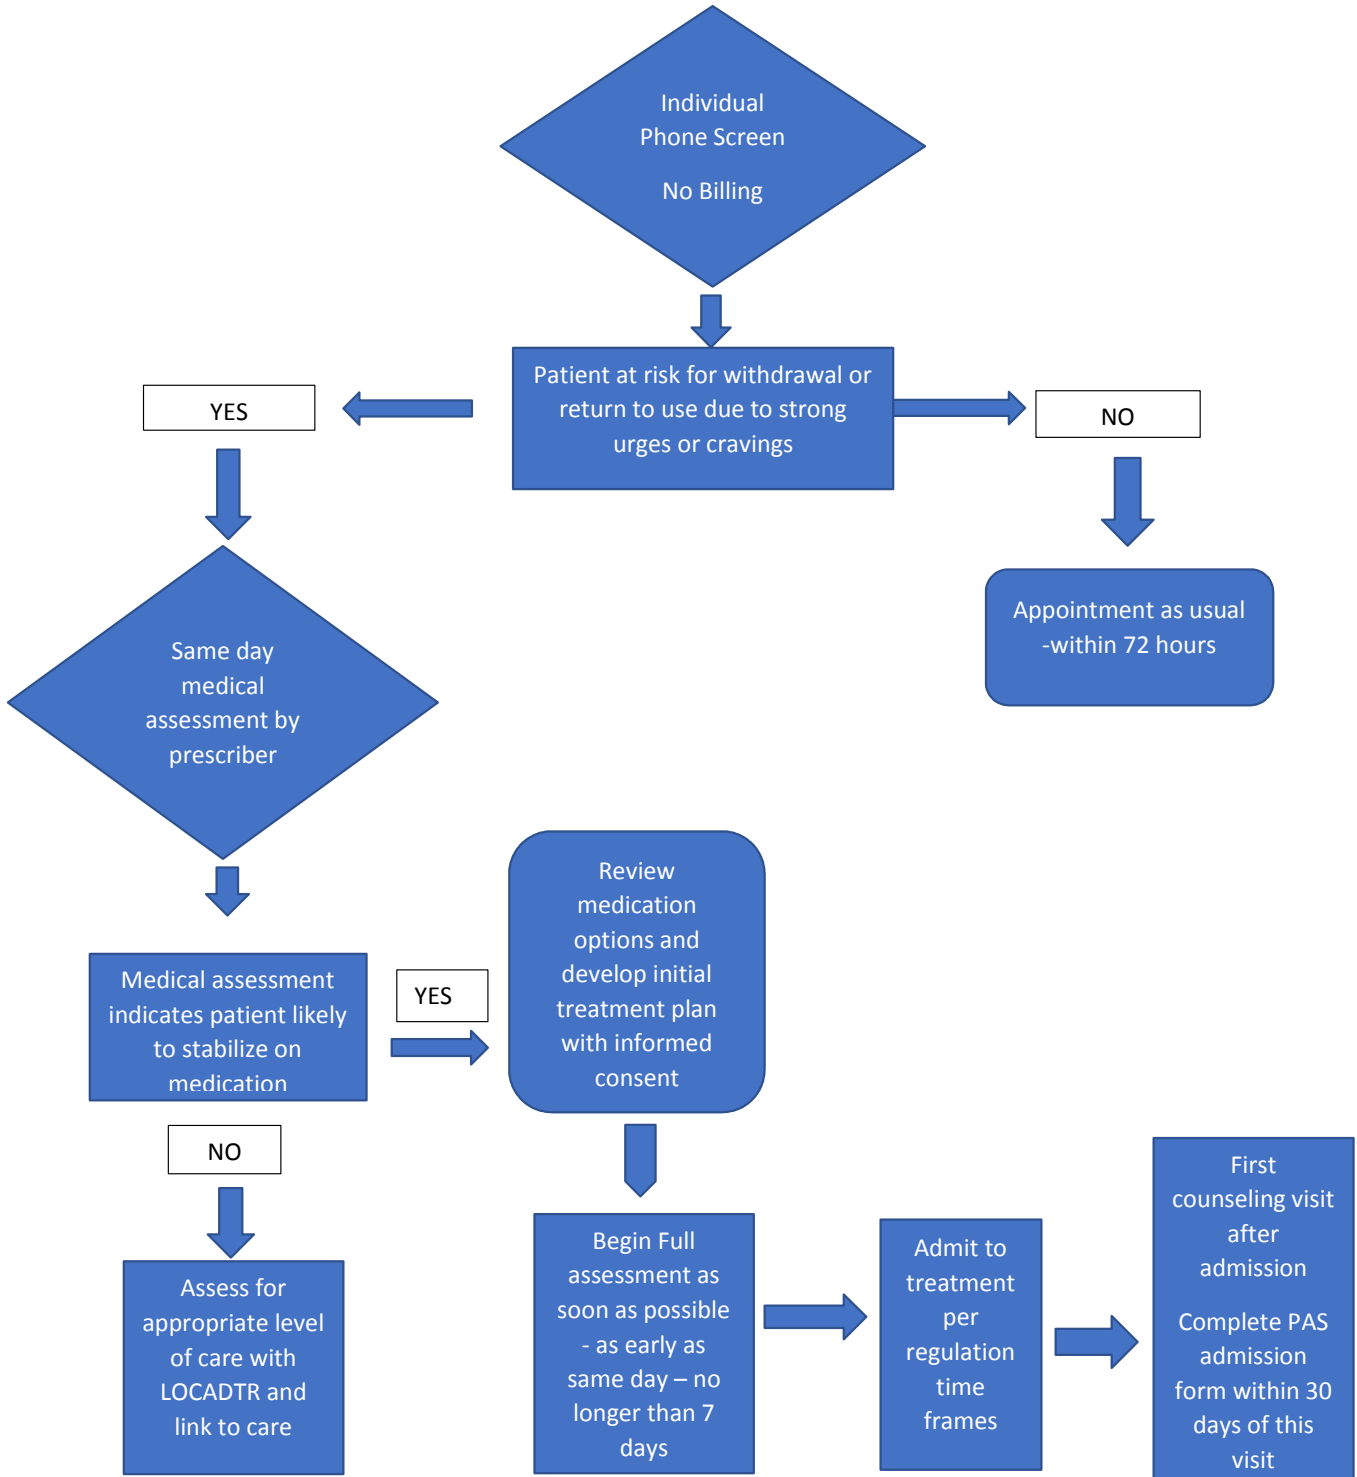 Individual
Phone Screen
No Billing
Patient at risk for withdrawal or
return to use due to strong
urges or cravings
YES
NO
Appointment as usual
-within 72 hours
Same day
medical
assessment by
prescriber
Medical assessment
indicates patient likely
to stabilize on
medication
YES
Review
medication
options and
develop initial
treatment plan
with informed
consent
NO
Assess for
appropriate level
of care with
LOCADTR and
link to care
Begin Full
assessment as
soon as possible
- as early as
same day – no
longer than 7
days
Admit to
treatment
per
regulation
time
frames
First
counseling visit
after
admission
Complete PAS
admission
form within 30
days of this
visit